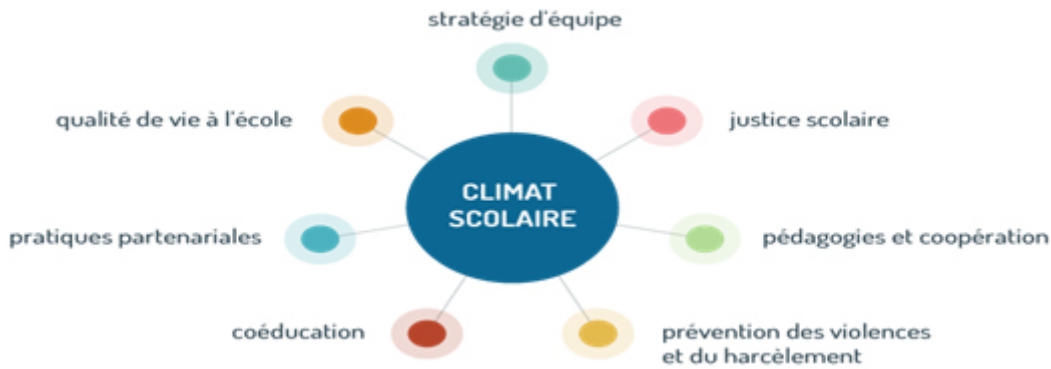 stratégie d'équipe
qualité de vie à l'école
justice scolaire
CLIMAT
SCOLAIRE
pratiques partenariales
pédagogies et coopération
coéducation
prévention des violences
et du harcèlement